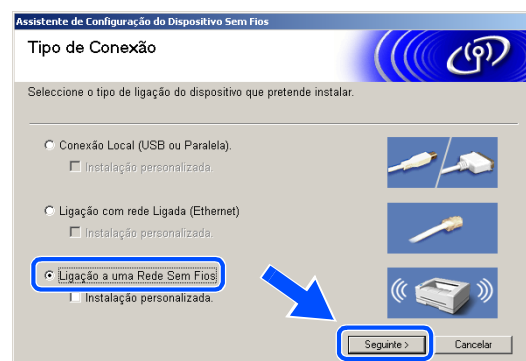 Assistente de Configuração do Dispositivo Sem Fios
Tipo de Conexão
Seleccione o tipo de ligação do dispositivo que pretende instalar.
Conexão Local (USB ou Paralela).
Instalação personalizada.
Ligação com rede Ligada (Ethernet)
Instalação personalizada.
Ligação a uma Rede Sem Fios
Instalação personalizada.
Seguinte > Cancelar